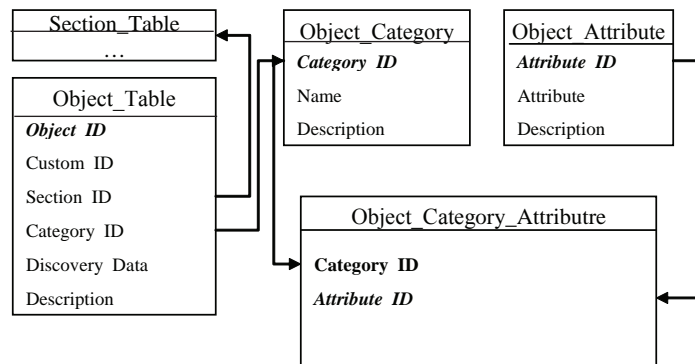 Section_Table
…
Object_Table
Object ID
Custom ID
Section ID
Category ID
Discovery Data
Description
Object_Category
Category ID
Name
Description
Object_Attribute
Attribute ID
Attribute
Description
Object_Category_Attributre
Category ID
Attribute ID